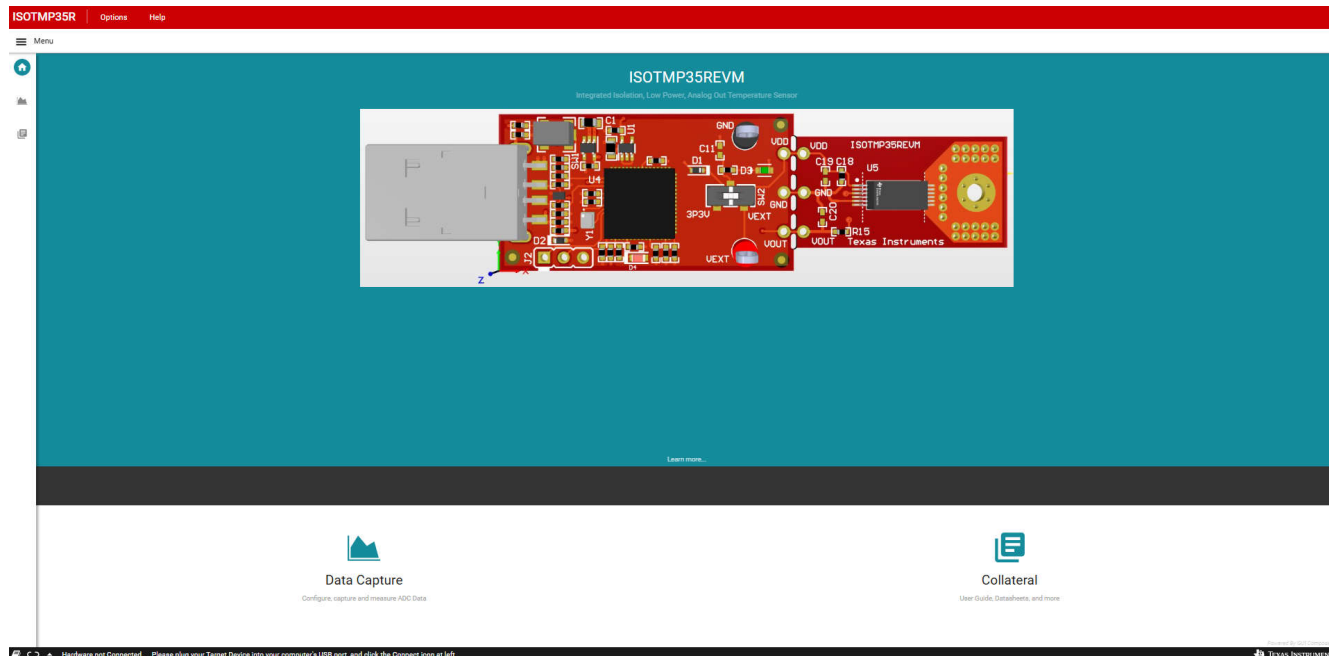 ISOTMP35R Options Help
Menu
ISOTMP35REVM
Integrated Isolation, Low Power, Analog Out Temperature Sensor
C1
U1
SW1
GND
C11
VDD
VDD
ISOTMP35REVM
D1
D3
C19 C18
U5
U4
SW2
GND
GND
3P3V
VEXT
C20
Y1
D2
VOUT
VOUT
R15
Texas Instruments
J2
VEXT
D4
X
Z
Learn more...
Data Capture
Configure, capture and measure ADC Data
Collateral
User Guide, Datasheets, and more
Hardware not Connected. Please plug your Target Device into your computer's USB port, and click the Connect icon at left.